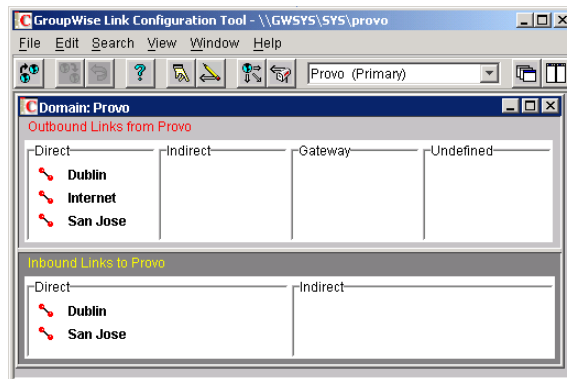 GroupWise Link Configuration Tool - \\GWSYS\SYS\provo
File Edit Search View Window Help
Provo (Primary)
Domain: Provo
Outbound Links from Provo
Direct Indirect Gateway Undefined
Dublin
Internet
San Jose
Inbound Links to Provo
Direct Indirect
Dublin
San Jose